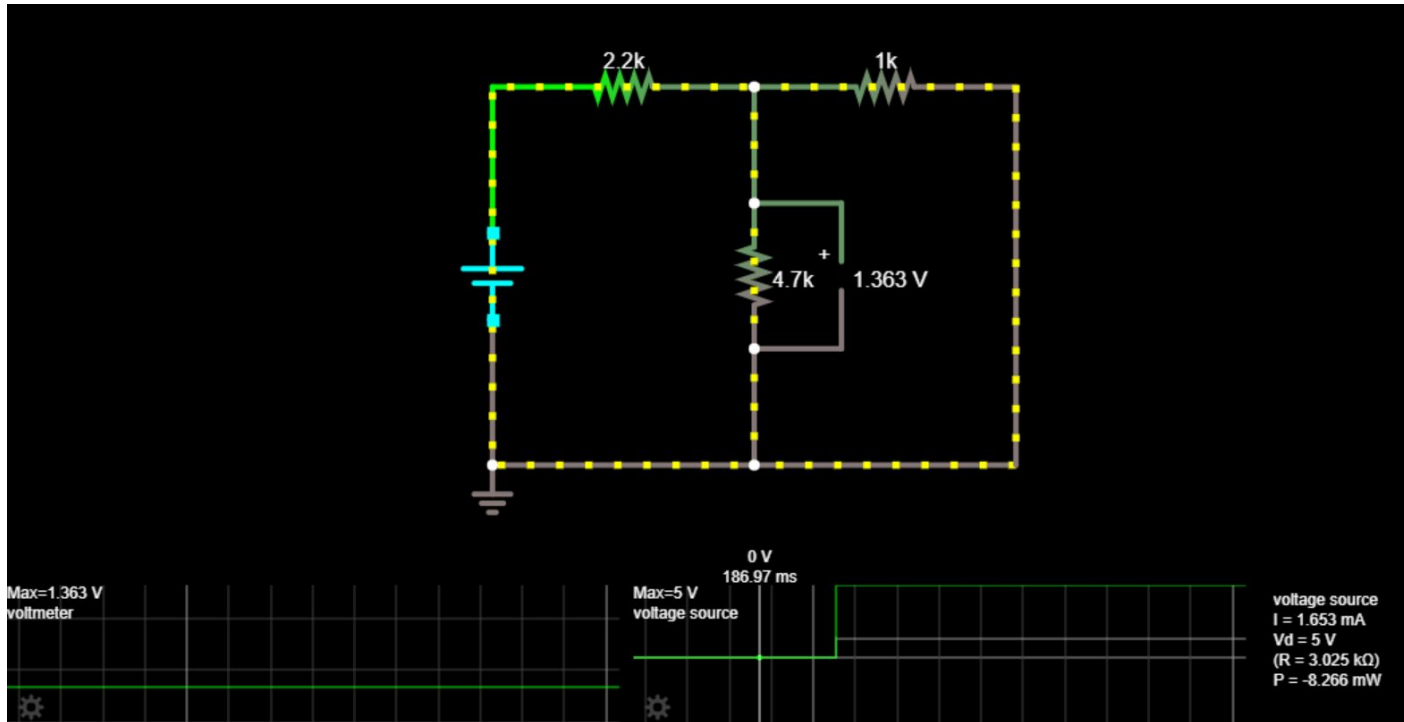 2.2k
1k
+
4.7k
1.363 V
0 V
186.97 ms
Max=1.363 V
voltmeter
Max=5 V
voltage source
voltage source
I = 1.653 mA
Vd = 5 V
(R = 3.025 kΩ)
P = -8.266 mW